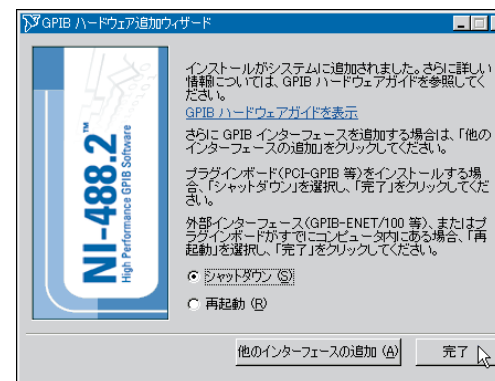 GPIB ハードウェア追加ウィザード
インストールがシステムに追加されました。さらに詳しい
情報については、GPIB ハードウェアガイドを参照してく
ださい。
GPIB ハードウェアガイドを表示
さらに GPIB インターフェースを追加する場合は、「他の
インターフェースの追加」をクリックしてください。
プラグインボード(PCI-GPIB 等)をインストールする場
合、「シャットダウン」を選択し、「完了」をクリックしてくだ
さい。
外部インターフェース(GPIB-ENET/100 等)、またはプ
ラグインボードがすでにコンピュータ内にある場合、「再
起動」を選択し、「完了」をクリックしてください。
シャットダウン (S)
再起動 (R)
他のインターフェースの追加 (A)
完了
NI-488.2™
High Performance GPIB Software